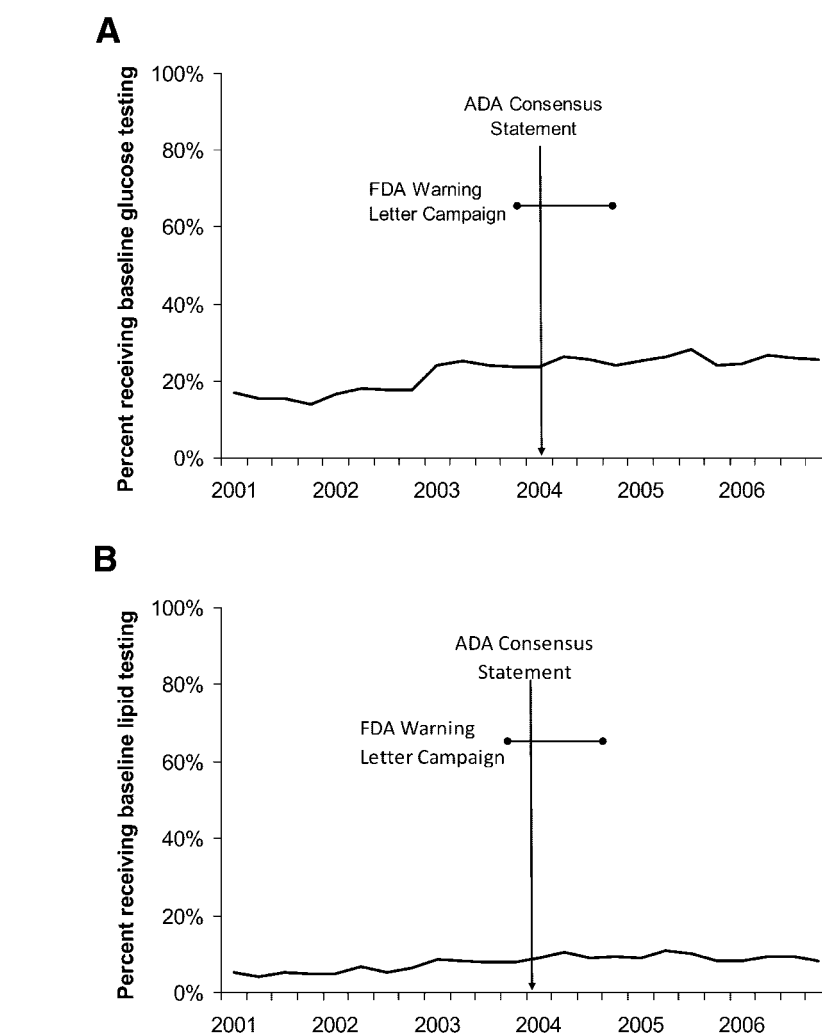 A
Percent receiving baseline glucose testing
100%
80%
60%
40%
20%
0%
ADA Consensus
Statement
FDA Warning
Letter Campaign
2001 2002 2003 2004 2005 2006
B
Percent receiving baseline lipid testing
100%
80%
60%
40%
20%
0%
ADA Consensus
Statement
FDA Warning
Letter Campaign
2001 2002 2003 2004 2005 2006